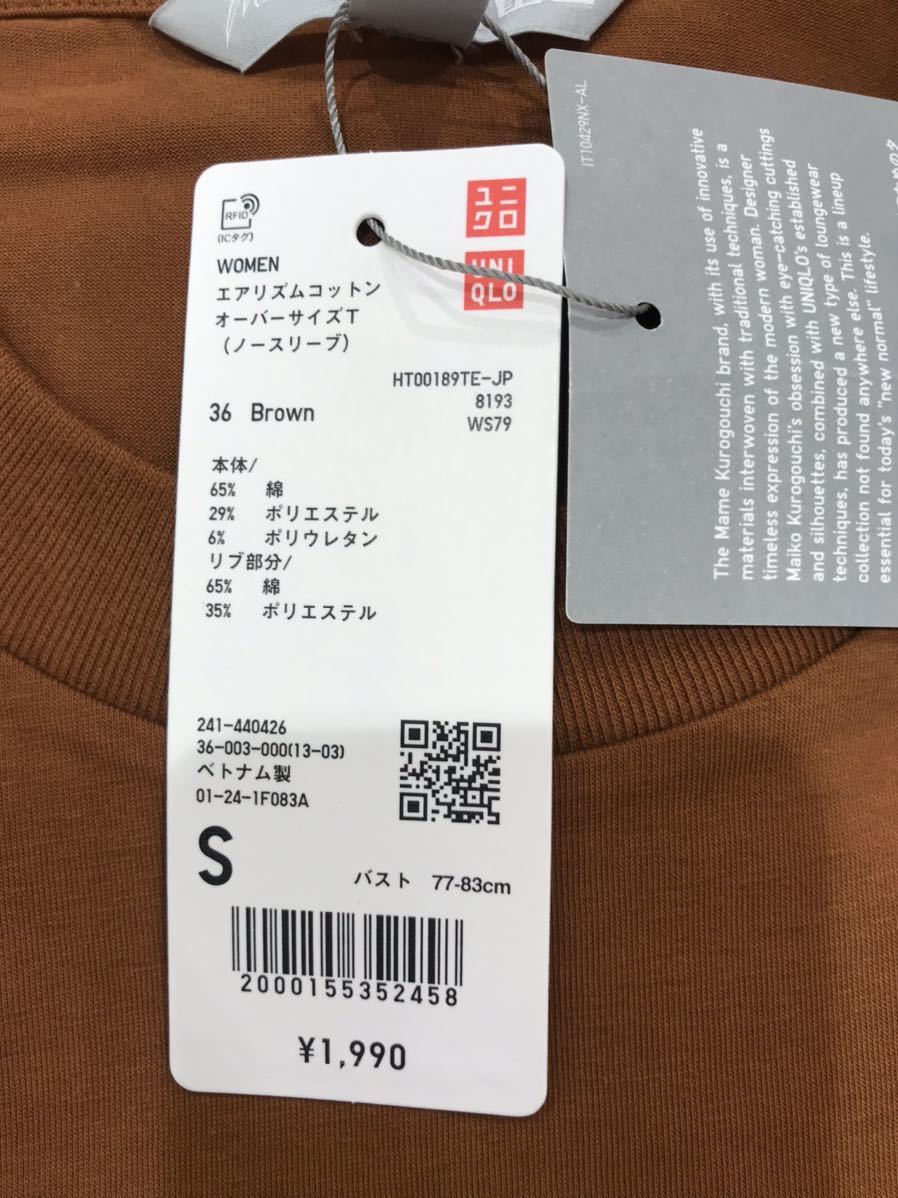 RFID
(ICタグ)
ユニ
クロ
UNI
QLO
WOMEN
エアリズムコットン
オーバーサイズT
(ノースリーブ)
HT00189TE-JP
8193
WS79
36 Brown
本体/
65% 綿
29% ポリエステル
6% ポリウレタン
リブ部分/
65% 綿
35% ポリエステル
241-440426
36-003-000(13-03)
ベトナム製
01-24-1F083A
S
バスト 77-83cm
2000155352458
¥1,990
IT10429NX-AL
The Mame Kurogouchi brand, with its use of innovative
materials interwoven with traditional techniques, is a
timeless expression of the modern woman. Designer
Maiko Kurogouchi's obsession with eye-catching cuttings
and silhouettes, combined with UNIQLO's established
techniques, has produced a new type of loungewear
collection not found anywhere else. This is a lineup
essential for today's "new normal" lifestyle.